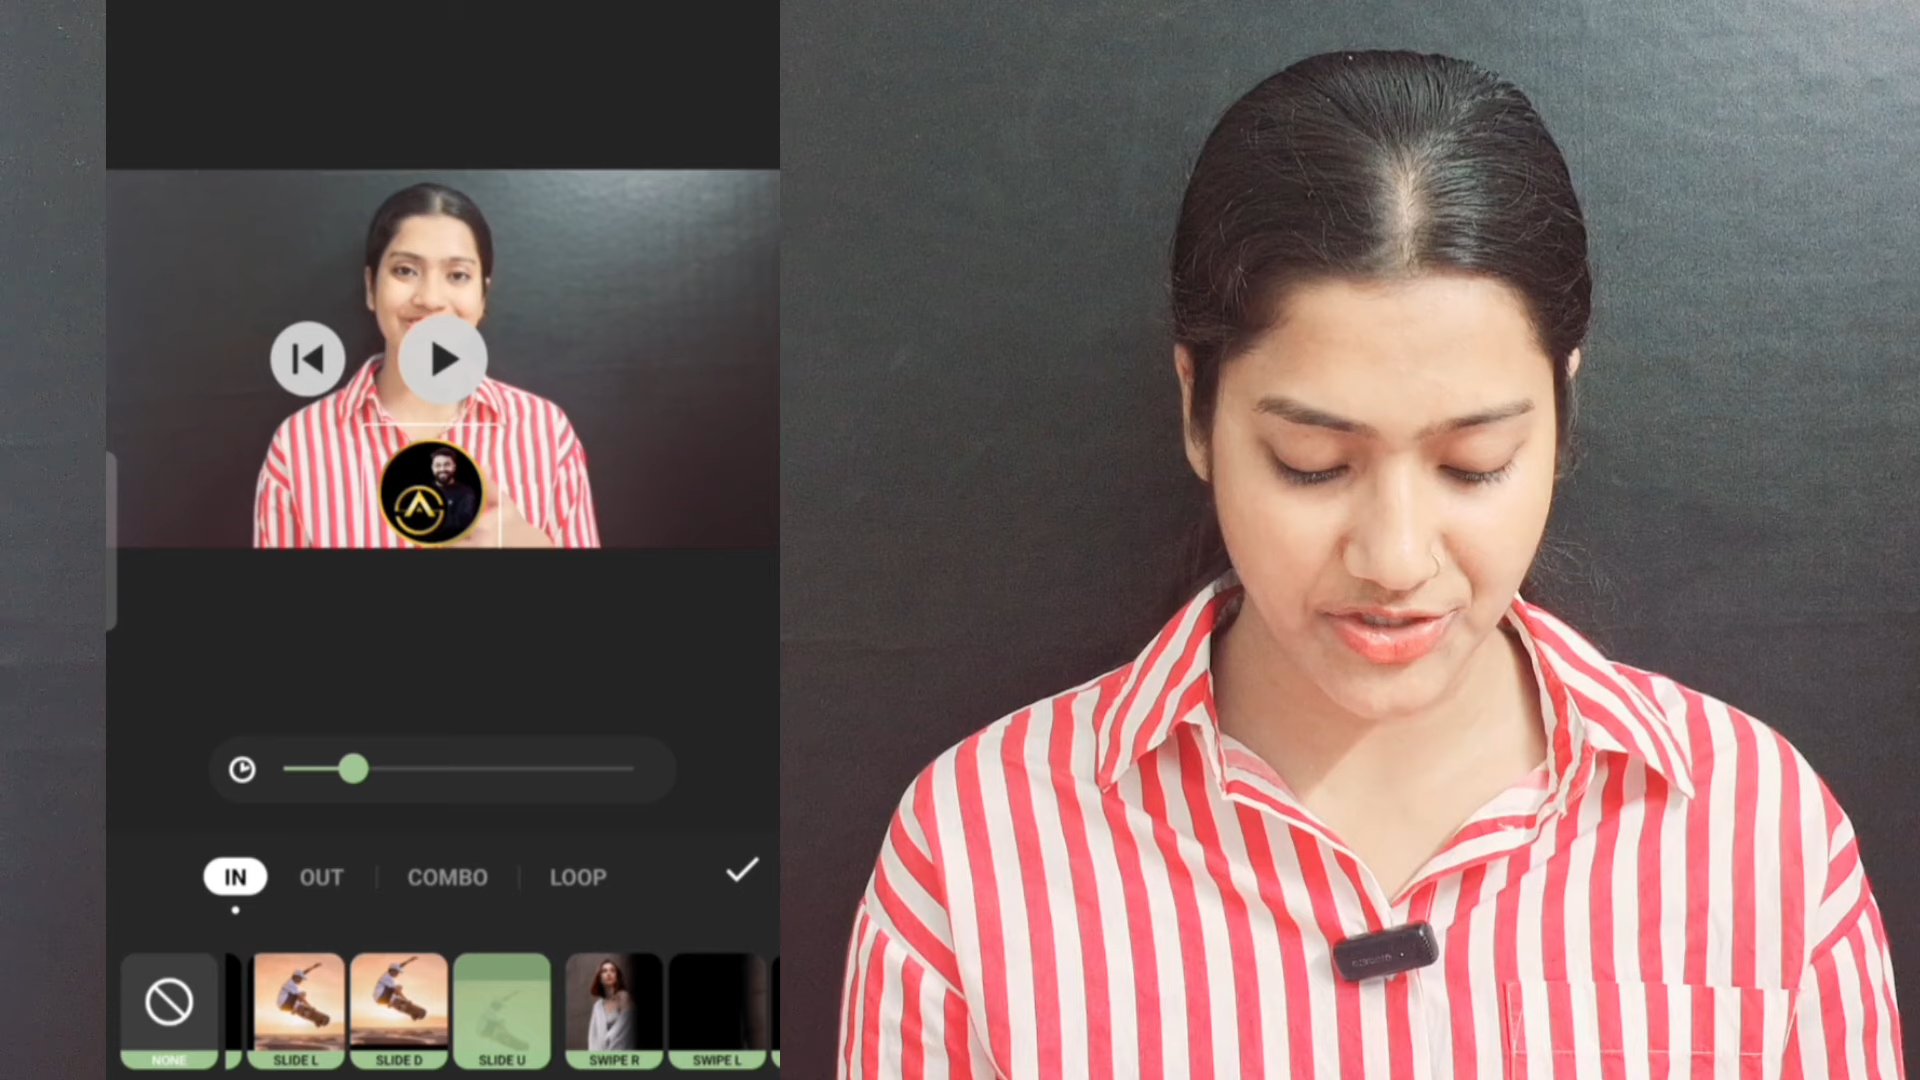 IN OUT COMBO LOOP
NONE SLIDE L SLIDE D SLIDE U SWIPE R SWIPE L